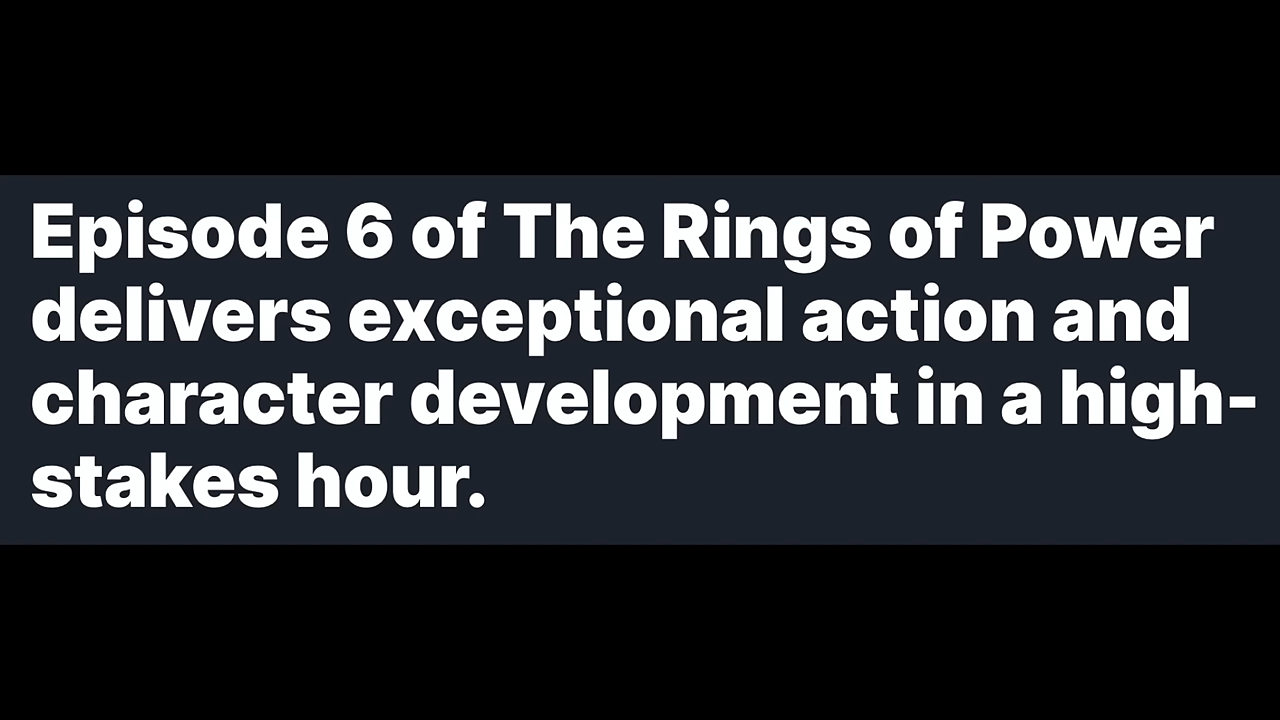 Episode 6 of The Rings of Power
delivers exceptional action and
character development in a high-
stakes hour.